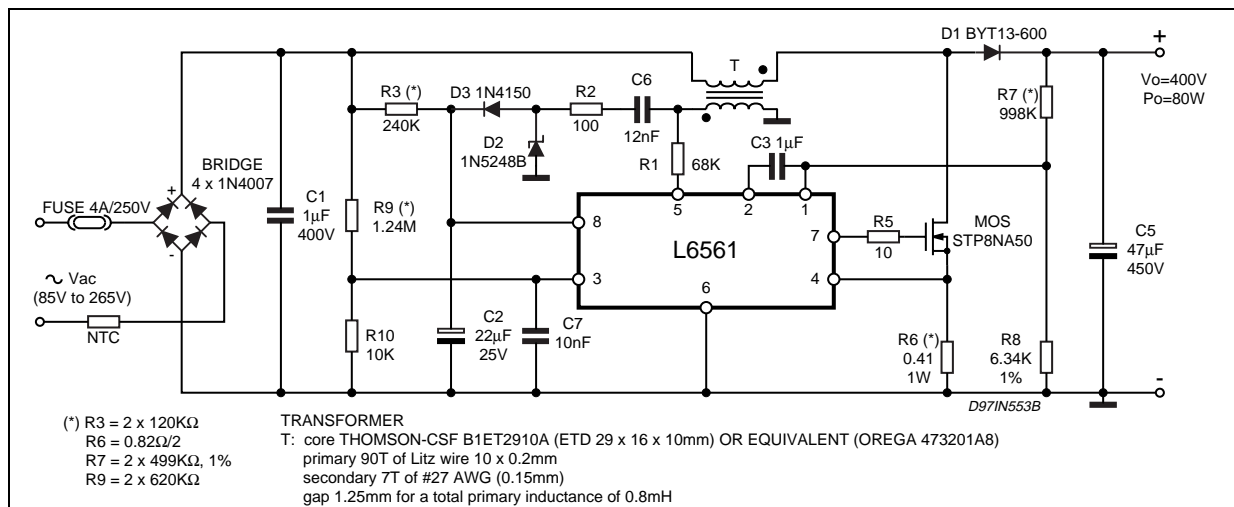 D1 BYT13-600
+
Vo=400V
Po=80W
-
T
R7 (*)
998K
C6
12nF
R2
100
D3 1N4150
R3 (*)
240K
D2
1N5248B
R1
68K
C3 1µF
BRIDGE
4 x 1N4007
+
-
FUSE 4A/250V
C1
1µF
400V
R9 (*)
1.24M
5
2
1
8
7
3
4
6
L6561
R5
10
MOS
STP8NA50
C5
47µF
450V
∼ Vac
(85V to 265V)
NTC
R10
10K
C2
22µF
25V
C7
10nF
R6 (*)
0.41
1W
R8
6.34K
1%
D97IN553B
(*) R3 = 2 x 120KΩ
R6 = 0.82Ω/2
R7 = 2 x 499KΩ, 1%
R9 = 2 x 620KΩ
TRANSFORMER
T: core THOMSON-CSF B1ET2910A (ETD 29 x 16 x 10mm) OR EQUIVALENT (OREGA 473201A8)
primary 90T of Litz wire 10 x 0.2mm
secondary 7T of #27 AWG (0.15mm)
gap 1.25mm for a total primary inductance of 0.8mH